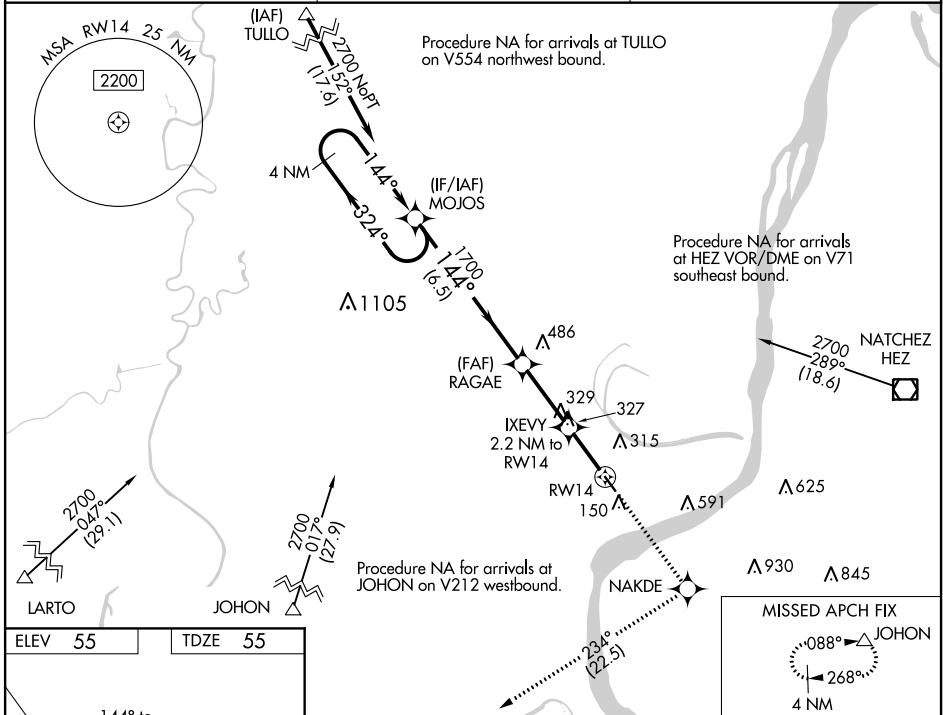 MSA RW14 25 NM
2200
(IAF)
TULLO
2700 NoPT
152°
(17.6)
Procedure NA for arrivals at TULLO
on V554 northwest bound.
4 NM
144°
324°
(IF/IAF)
MOJOS
1700
144°
(6.5)
Procedure NA for arrivals
at HEZ VOR/DME on V71
southeast bound.
1105
486
(FAF)
RAGAE
2700
289°
(18.6)
NATCHEZ
HEZ
329
327
IXEVY
2.2 NM to
RW14
315
RW14
150
591
625
2700
047°
(29.1)
LARTO
2700
017°
(27.9)
JOHON
Procedure NA for arrivals at
JOHON on V212 westbound.
NAKDE
930
845
234°
(22.5)
MISSED APCH FIX
JOHON
088°
268°
4 NM
ELEV 55
TDZE 55
144° to